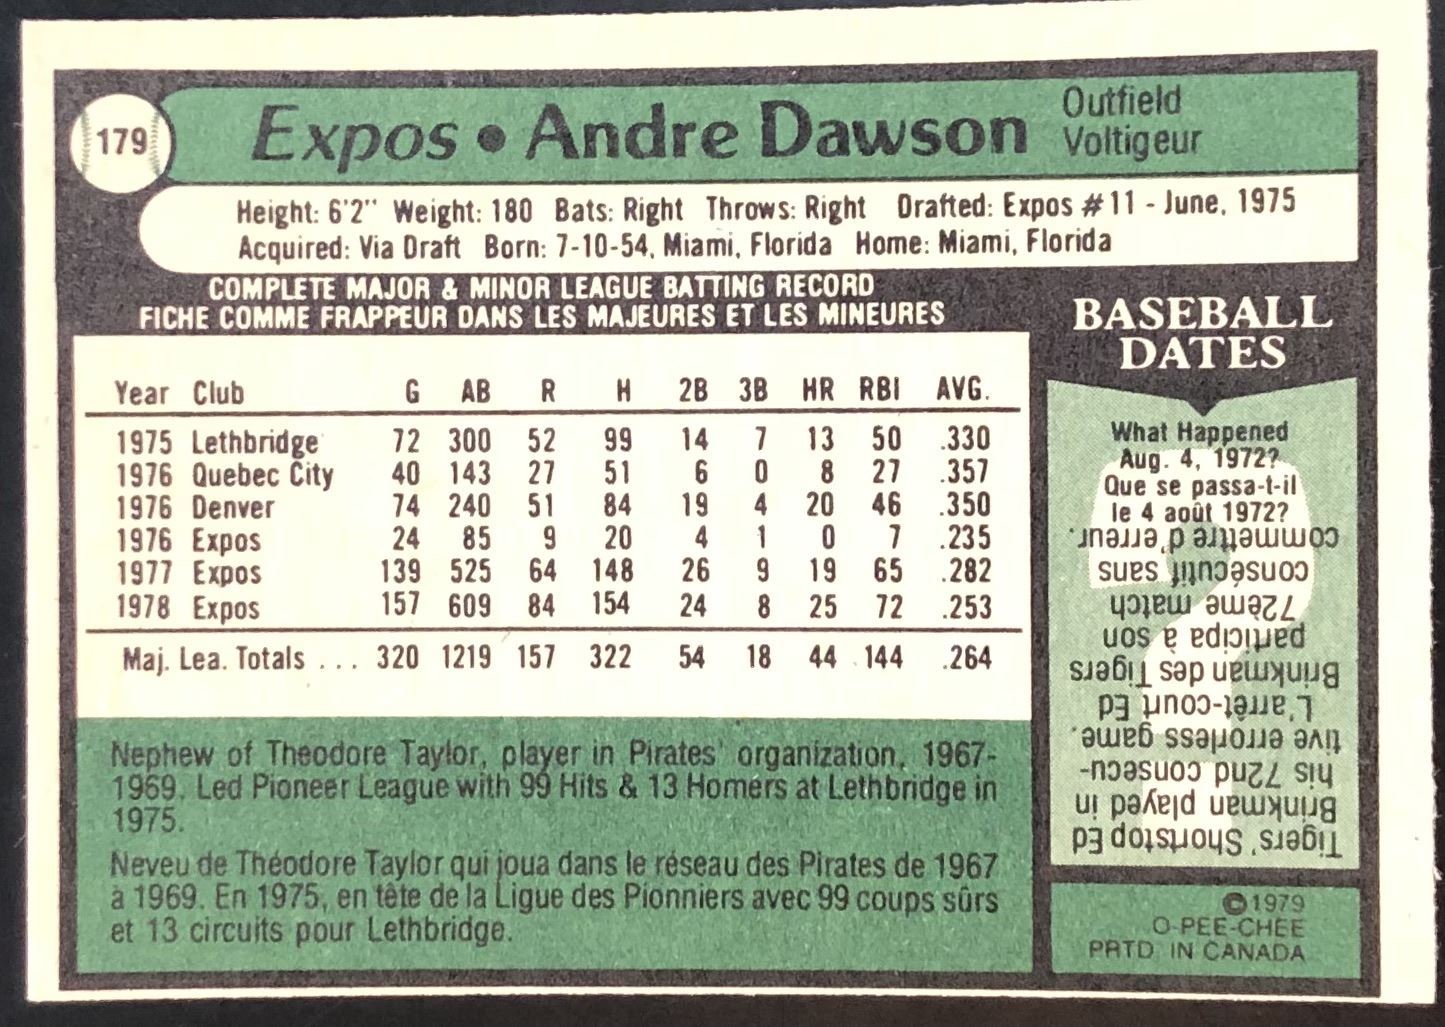 179
Expos • Andre Dawson
Outfield
Voltigeur
Height: 6'2" Weight: 180 Bats: Right Throws: Right Drafted: Expos #11 - June, 1975
Acquired: Via Draft Born: 7-10-54, Miami, Florida Home: Miami, Florida
COMPLETE MAJOR & MINOR LEAGUE BATTING RECORD
FICHE COMME FRAPPEUR DANS LES MAJEURES ET LES MINEURES
Year Club G AB R H 2B 3B HR RBI AVG.
1975 Lethbridge 72 300 52 99 14 7 13 50 .330
1976 Quebec City 40 143 27 51 6 0 8 27 .357
1976 Denver 74 240 51 84 19 4 20 46 .350
1976 Expos 24 85 9 20 4 1 0 7 .235
1977 Expos 139 525 64 148 26 9 19 65 .282
1978 Expos 157 609 84 154 24 8 25 72 .253
Maj. Lea. Totals ... 320 1219 157 322 54 18 44 144 .264
Nephew of Theodore Taylor, player in Pirates' organization, 1967-
1969. Led Pioneer League with 99 Hits & 13 Homers at Lethbridge in
1975.
Neveu de Théodore Taylor qui joua dans le réseau des Pirates de 1967
à 1969. En 1975, en tête de la Ligue des Pionniers avec 99 coups sûrs
et 13 circuits pour Lethbridge.
BASEBALL
DATES
What Happened
Aug. 4, 1972?
Que se passa-t-il
le 4 août 1972?
Tigers' Shortstop Ed
Brinkman played in
his 72nd consecu-
tive errorless game.
L'arrêt-court Ed
Brinkman des Tigers
participa à son
72ème match
consécutif sans
commettre d'erreur.
©1979
O-PEE-CHEE
PRTD IN CANADA